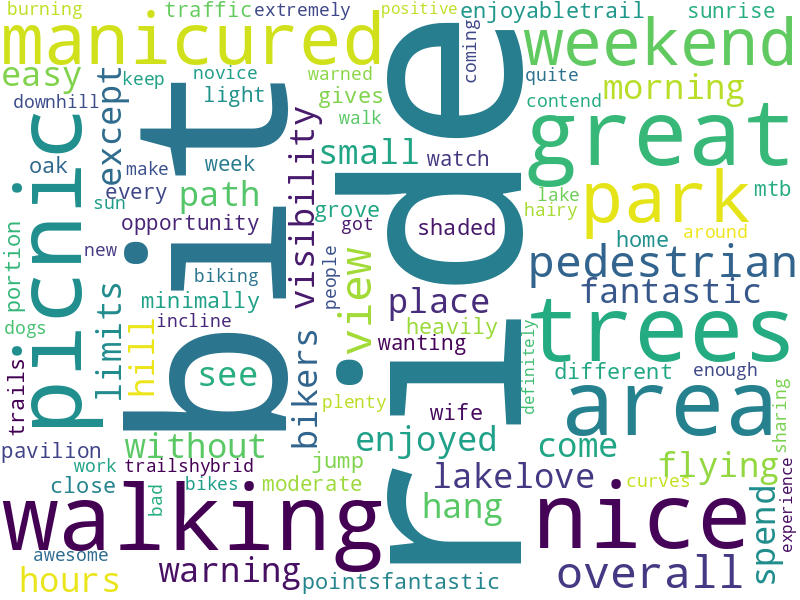 burning
traffic
extremely
positive
enjoyabletrail
sunrise
manicured
ride
coming
weekend
easy
keep
novice
warned
quite
morning
downhill
except
bit
light
gives
contend
great
picnic
walk
visibility
small
watch
oak
make
week
park
mtb
every
sun
path
grove
lake
hairy
opportunity
got
shaded
around
portion
new
people
view
home
pedestrian
biking
fantastic
limits
minimally
place
dogs
hill
incline
heavily
trees
trails
bikers
wanting
definitely
see
different
enough
area
sharing
plenty
wife
pavilion
without
enjoyed
come
work
trailshybrid
jump
lakelove
flying
close
bad
bikes
moderate
curves
experience
walking
hang
nice
spend
awesome
warning
overall
hours
pointsfantastic